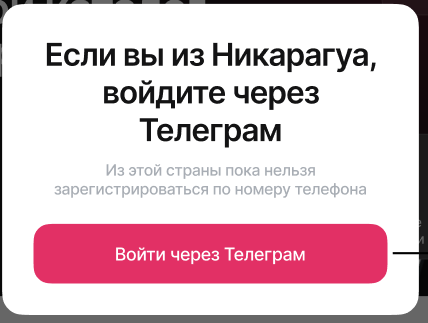 Если вы из Никарагуа,
войдите через
Телеграм
Из этой страны пока нельзя
зарегистрироваться по номеру телефона
Войти через Телеграм